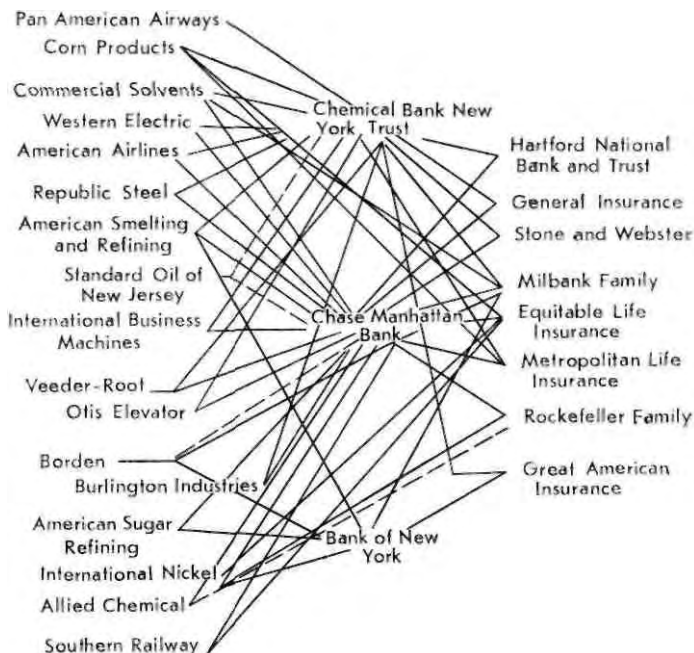 Pan American Airways
Corn Products
Commercial Solvents
Western Electric
American Airlines
Republic Steel
American Smelting
and Refining
Standard Oil of
New Jersey
International Business
Machines
Veeder-Root
Otis Elevator
Borden
Burlington Industries
American Sugar
Refining
International Nickel
Allied Chemical
Southern Railway
Chemical Bank New
York Trust
Chase Manhattan
Bank
Bank of New
York
Hartford National
Bank and Trust
General Insurance
Stone and Webster
Milbank Family
Equitable Life
Insurance
Metropolitan Life
Insurance
Rockefeller Family
Great American
Insurance